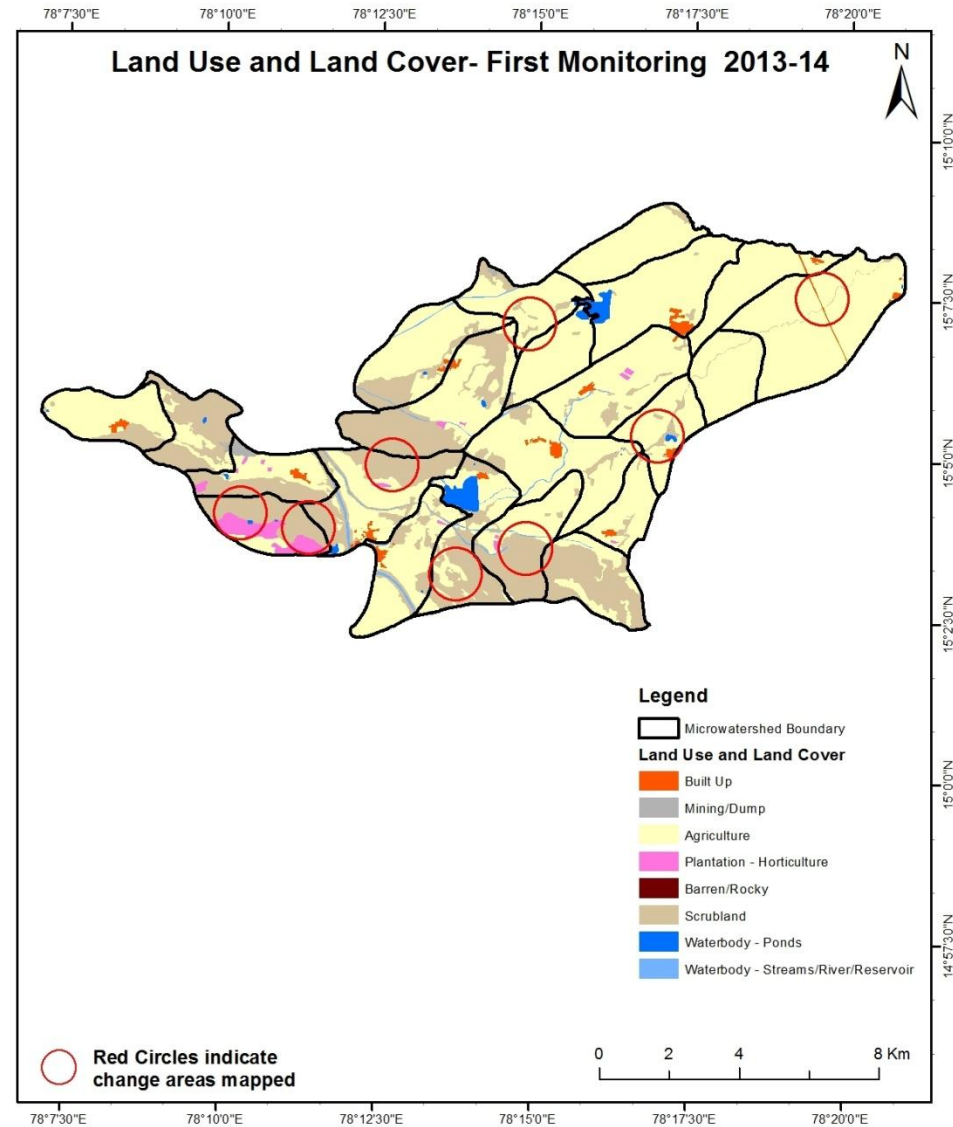 78°7'30"E 78°10'0"E 78°12'30"E 78°15'0"E 78°17'30"E 78°20'0"E
Land Use and Land Cover- First Monitoring 2013-14
N
15°10'0"N
15°7'30"N
15°5'0"N
15°2'30"N
15°0'0"N
14°57'30"N
Legend
Microwatershed Boundary
Land Use and Land Cover
Built Up
Mining/Dump
Agriculture
Plantation - Horticulture
Barren/Rocky
Scrubland
Waterbody - Ponds
Waterbody - Streams/River/Reservoir
Red Circles indicate
change areas mapped
0 2 4 8 Km
78°7'30"E 78°10'0"E 78°12'30"E 78°15'0"E 78°17'30"E 78°20'0"E